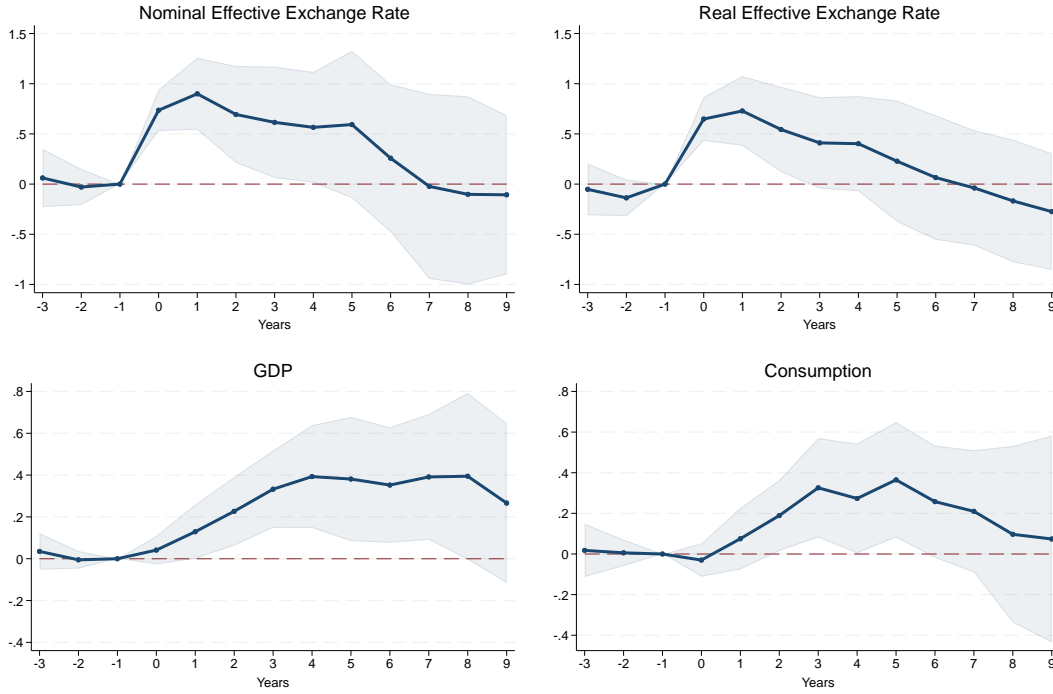 Nominal Effective Exchange Rate
1.5
1
.5
0
-.5
-1
-3 -2 -1 0 1 2 3 4 5 6 7 8 9
Years
Real Effective Exchange Rate
1.5
1
.5
0
-.5
-1
-3 -2 -1 0 1 2 3 4 5 6 7 8 9
Years
GDP
.8
.6
.4
.2
0
-.2
-.4
-3 -2 -1 0 1 2 3 4 5 6 7 8 9
Years
Consumption
.8
.6
.4
.2
0
-.2
-.4
-3 -2 -1 0 1 2 3 4 5 6 7 8 9
Years